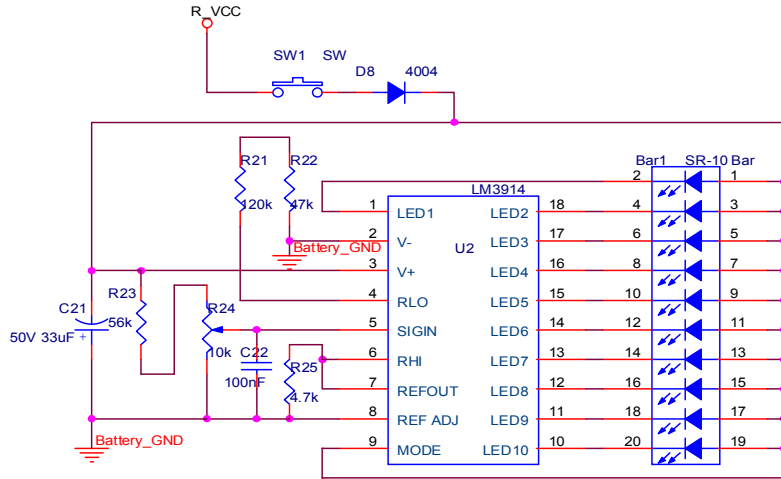 R_VCC
SW1 SW
D8 4004
R21 R22
120k 47k
Bar1 SR-10 Bar
LM3914
U2
1 LED1 LED2 18
2 V- LED3 17
3 V+ LED4 16
4 RLO LED5 15
5 SIGIN LED6 14
6 RHI LED7 13
7 REFOUT LED8 12
8 REF ADJ LED9 11
9 MODE LED10 10
2 1
4 3
6 5
8 7
10 9
12 11
14 13
16 15
18 17
20 19
Battery_GND
C21
50V 33uF +
R23
56k
R24
10k
C22
100nF
R25
4.7k
Battery_GND